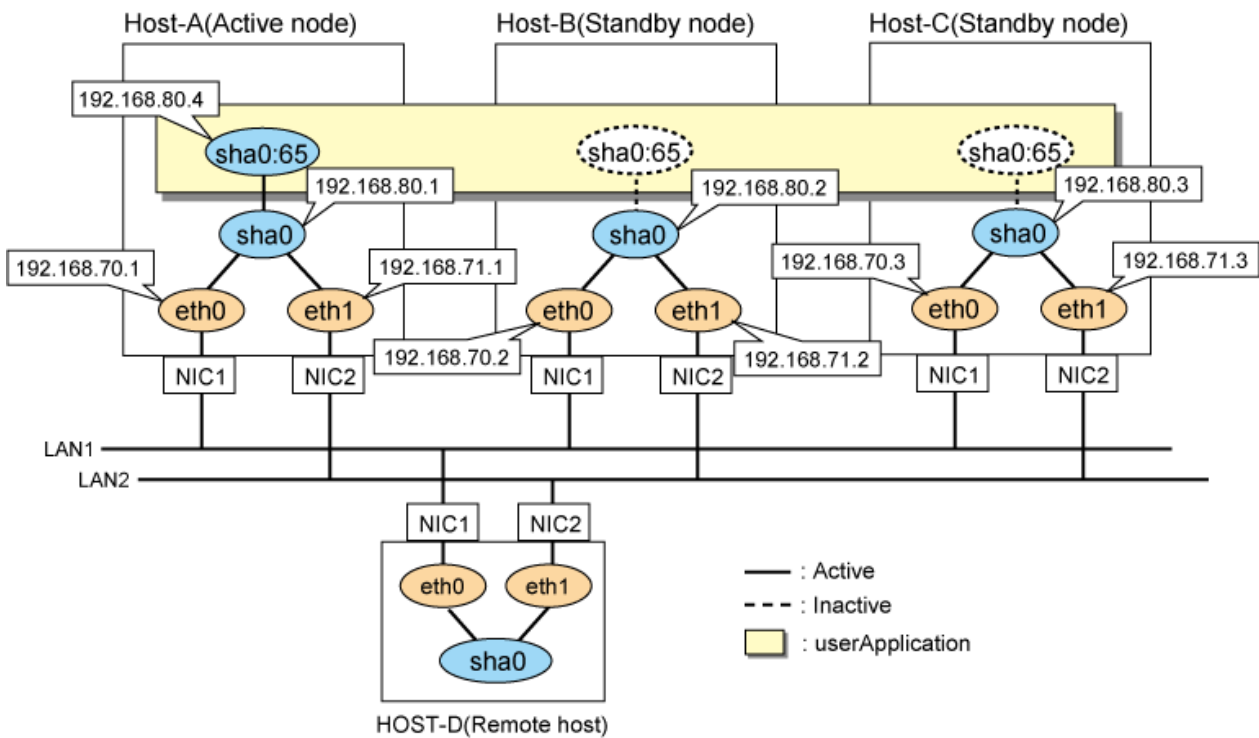 Host-A(Active node)
Host-B(Standby node)
Host-C(Standby node)
192.168.80.4
sha0:65
sha0:65
sha0:65
192.168.80.1
192.168.80.2
192.168.80.3
sha0
sha0
sha0
192.168.70.1
192.168.71.1
192.168.70.3
192.168.71.3
eth0
eth1
eth0
eth1
eth0
eth1
192.168.70.2
192.168.71.2
NIC1
NIC2
NIC1
NIC2
NIC1
NIC2
LAN1
LAN2
NIC1
NIC2
eth0
eth1
sha0
HOST-D(Remote host)
: Active
: Inactive
: userApplication